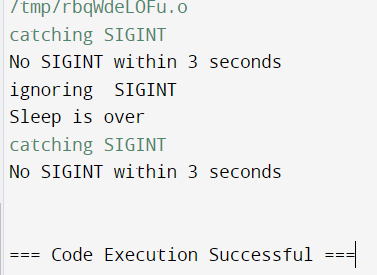 /tmp/rbqWdeLOFu.o
catching SIGINT
No SIGINT within 3 seconds
ignoring  SIGINT
Sleep is over
catching SIGINT
No SIGINT within 3 seconds
=== Code Execution Successful ===